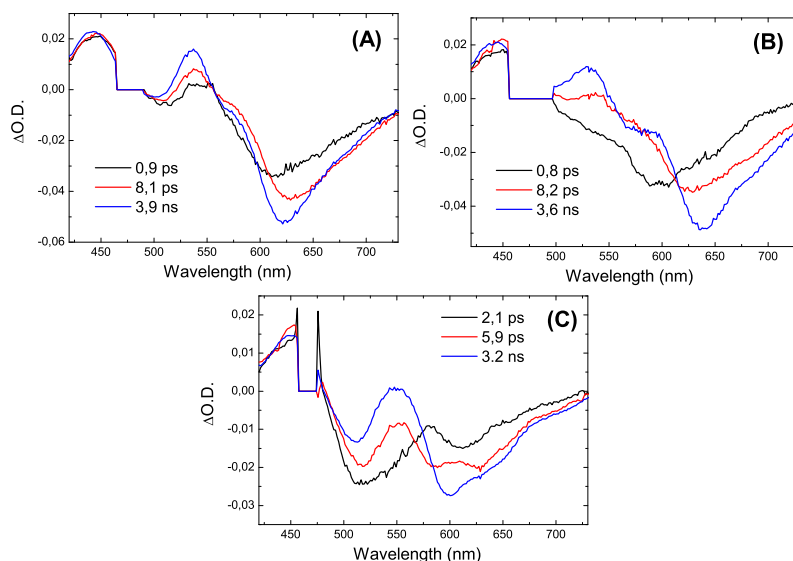 (A)
0,02
0,00
-0,02
-0,04
-0,06
ΔO.D.
0,9 ps
8,1 ps
3,9 ns
450 500 550 600 650 700
Wavelength (nm)
(B)
0,02
0,00
-0,02
-0,04
ΔO.D.
0,8 ps
8,2 ps
3,6 ns
450 500 550 600 650 700
Wavelength (nm)
(C)
0,02
0,01
0,00
-0,01
-0,02
-0,03
ΔO.D.
2,1 ps
5,9 ps
3.2 ns
450 500 550 600 650 700
Wavelength (nm)